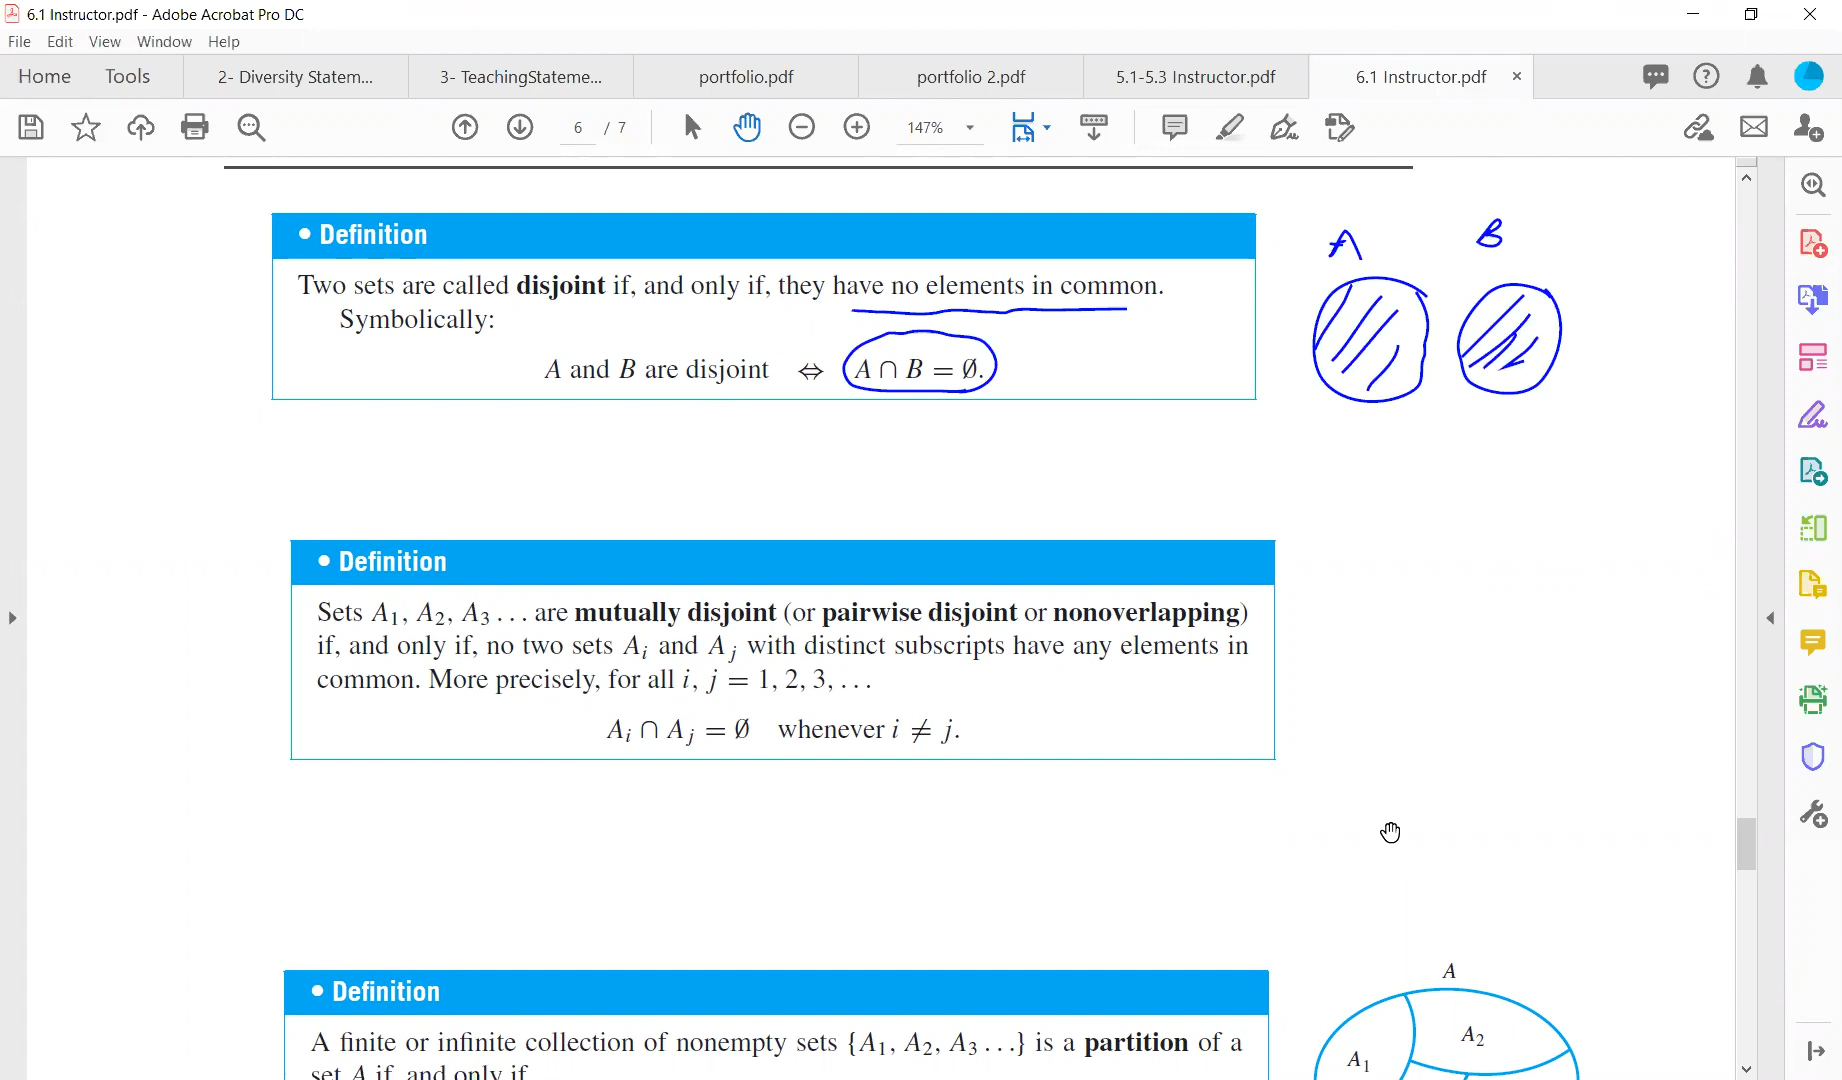 6.1 Instructor.pdf - Adobe Acrobat Pro DC
File Edit View Window Help
Home Tools 2- Diversity Statem... 3- TeachingStateme... portfolio.pdf portfolio 2.pdf 5.1-5.3 Instructor.pdf 6.1 Instructor.pdf
6 / 7 147%
• Definition
Two sets are called disjoint if, and only if, they have no elements in common.
Symbolically:
A and B are disjoint ⇔ A ∩ B = ∅.
A B
• Definition
Sets A₁, A₂, A₃ . . . are mutually disjoint (or pairwise disjoint or nonoverlapping)
if, and only if, no two sets Aᵢ and Aⱼ with distinct subscripts have any elements in
common. More precisely, for all i, j = 1, 2, 3, . . .
Aᵢ ∩ Aⱼ = ∅ whenever i ≠ j.
• Definition
A finite or infinite collection of nonempty sets {A₁, A₂, A₃ . . .} is a partition of a
set A if, and only if
A
A₂
A₁